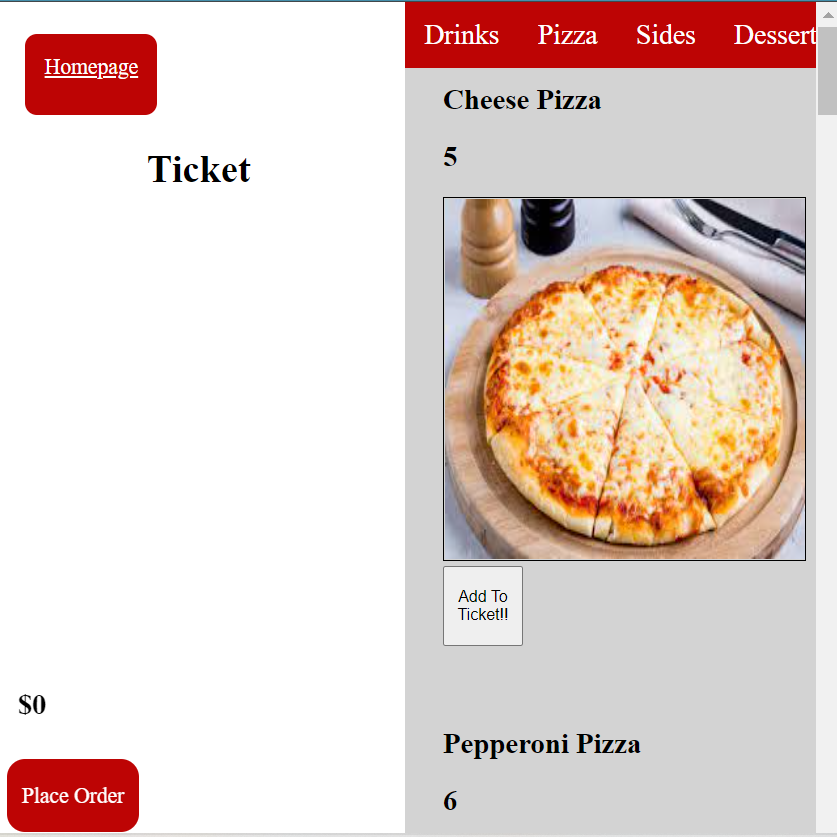 Homepage
Ticket
$0
Place Order
Drinks Pizza Sides Dessert
Cheese Pizza
5
Add To
Ticket!!
Pepperoni Pizza
6